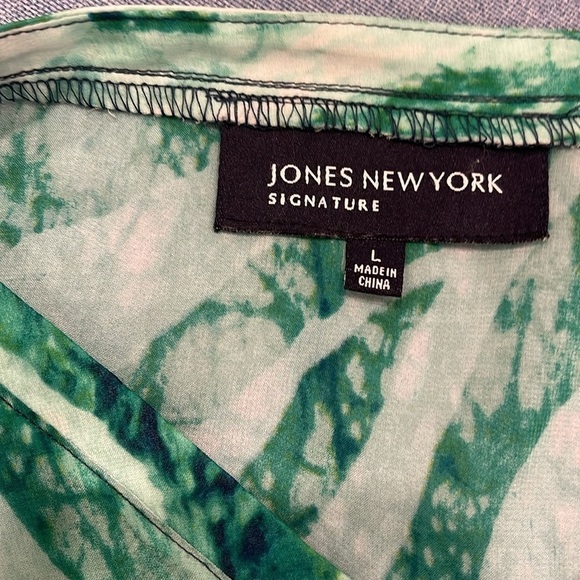 JONES NEW YORK
SIGNATURE
L
MADE IN
CHINA